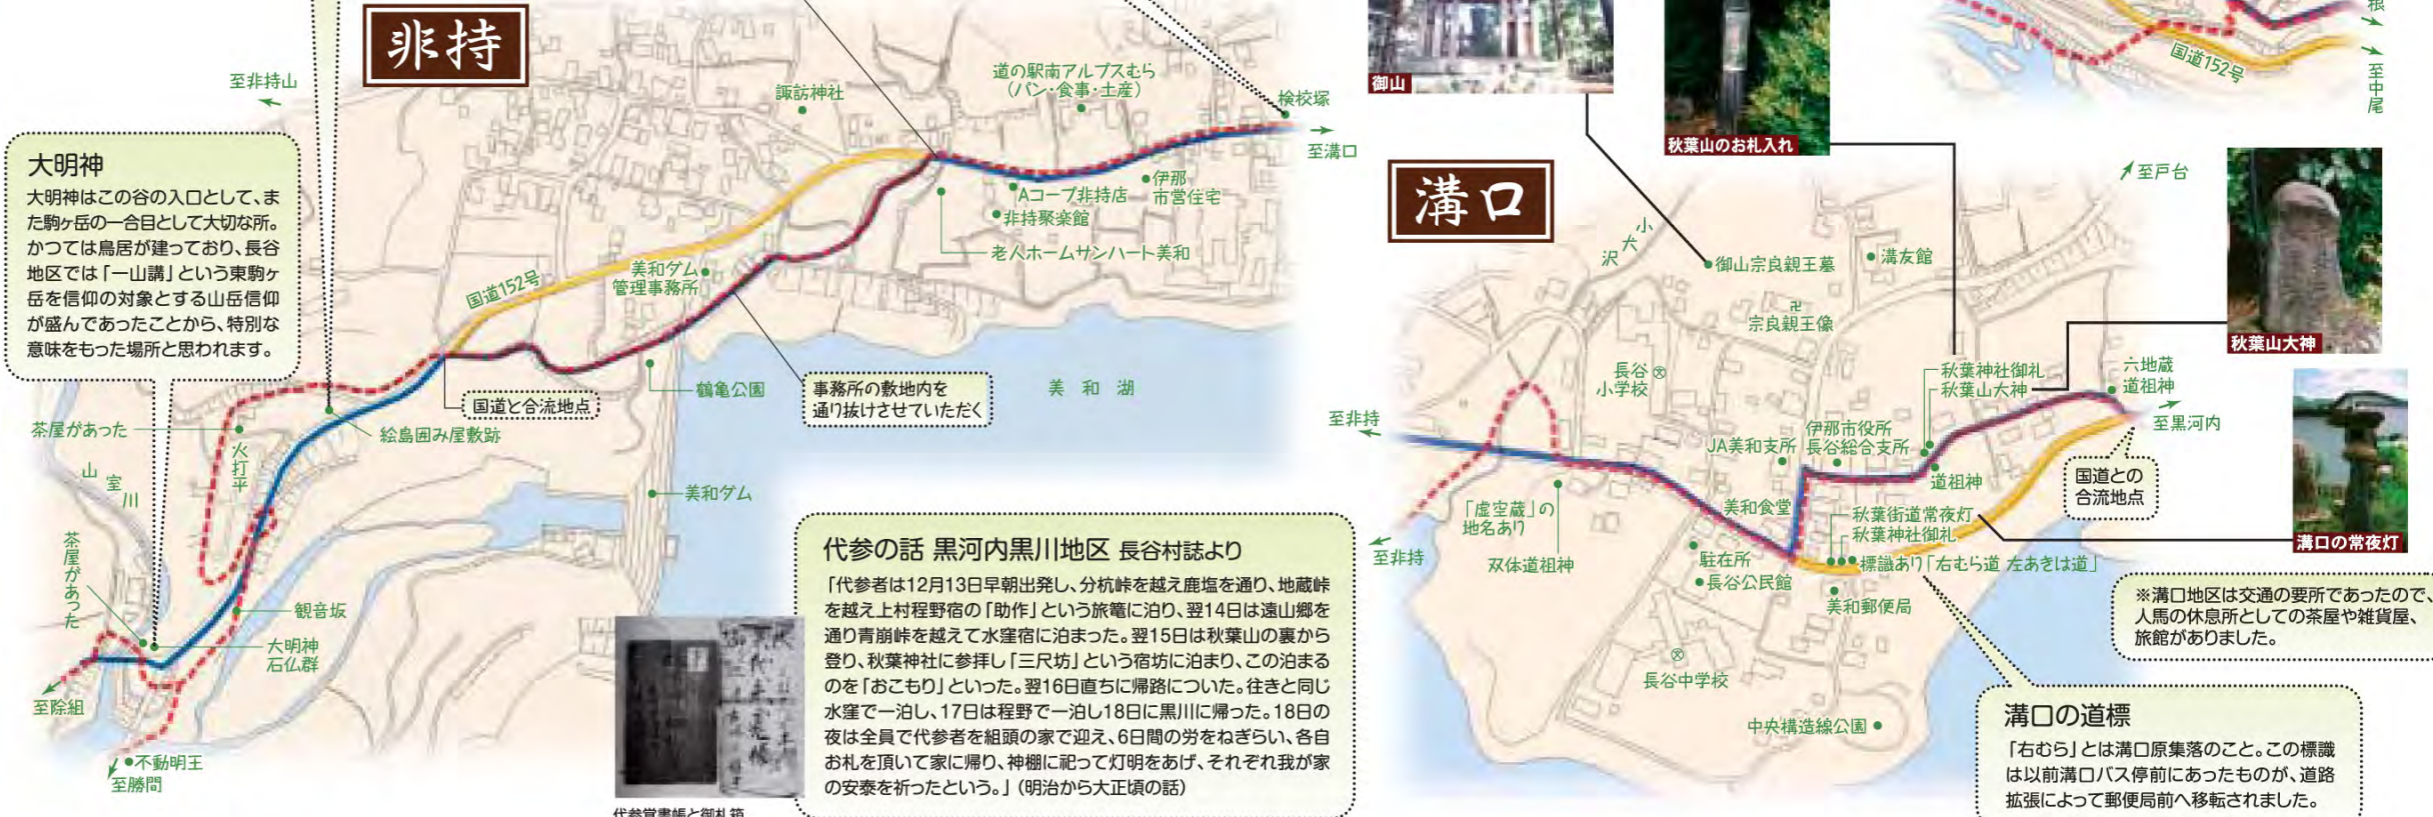 非持
至非持山
諏訪神社
道の駅南アルプスむら
(パン・食事・土産)
検校塚
至溝口
大明神
大明神はこの谷の入口として、ま
た駒ヶ岳の一合目として大切な所。
かつては鳥居が建っており、長谷
地区では「一山講」という東駒ヶ
岳を信仰の対象とする山岳信仰
が盛んであったことから、特別な
意味をもった場所と思われます。
Aコープ非持店
伊那
市営住宅
非持聚楽館
老人ホームサンハート美和
国道152号
美和ダム
管理事務所
国道と合流地点
鶴亀公園
事務所の敷地内を
通り抜けさせていただく
美和湖
茶屋があった
火打平
絵島囲み屋敷跡
山室川
美和ダム
茶屋があった
観音坂
大明神
石仏群
至除組
不動明王
至勝間
代参の話 黒河内黒川地区 長谷村誌より
「代参者は12月13日早朝出発し、分杭峠を越え鹿塩を通り、地蔵峠
を越え上村程野宿の「助作」という旅篭に泊り、翌14日は遠山郷を
通り青崩峠を越えて水窪宿に泊まった。翌15日は秋葉山の裏から
登り、秋葉神社に参拝し「三尺坊」という宿坊に泊まり、この泊まる
のを「おこもり」といった。翌16日直ちに帰路についた。往きと同じ
水窪で一泊し、17日は程野で一泊し18日に黒川に帰った。18日の
夜は全員で代参者を組頭の家で迎え、6日間の労をねぎらい、各自
お札を頂いて家に帰り、神棚に祀って灯明をあげ、それぞれ我が家
の安泰を祈ったという。」(明治から大正頃の話)
代参覚書帳と御札箱
御山
秋葉山のお札入れ
根
国道152号
至中尾
溝口
至戸台
秋葉山大神
小犬沢
御山宗良親王墓
溝友館
宗良親王像
長谷
小学校
秋葉神社御札
秋葉山大神
六地蔵
道祖神
至黒河内
至非持
JA美和支所
伊那市役所
長谷総合支所
道祖神
国道との
合流地点
「虚空蔵」の
地名あり
美和食堂
秋葉街道常夜灯
秋葉神社御札
標識あり「右むら道 左あきは道」
溝口の常夜灯
至非持
双体道祖神
駐在所
長谷公民館
美和郵便局
※溝口地区は交通の要所であったので、
人馬の休息所としての茶屋や雑貨屋、
旅館がありました。
長谷中学校
中央構造線公園
溝口の道標
「右むら」とは溝口原集落のこと。この標識
は以前溝口バス停前にあったものが、道路
拡張によって郵便局前へ移転されました。